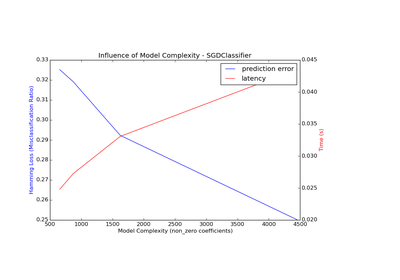 Influence of Model Complexity - SGDClassifier
prediction error
latency
Hamming Loss (Misclassification Ratio)
0.33
0.32
0.31
0.30
0.29
0.28
0.27
0.26
0.25
0.045
0.040
0.035
0.030
0.025
0.020
Time (s)
500 1000 1500 2000 2500 3000 3500 4000 4500
Model Complexity (non_zero coefficients)